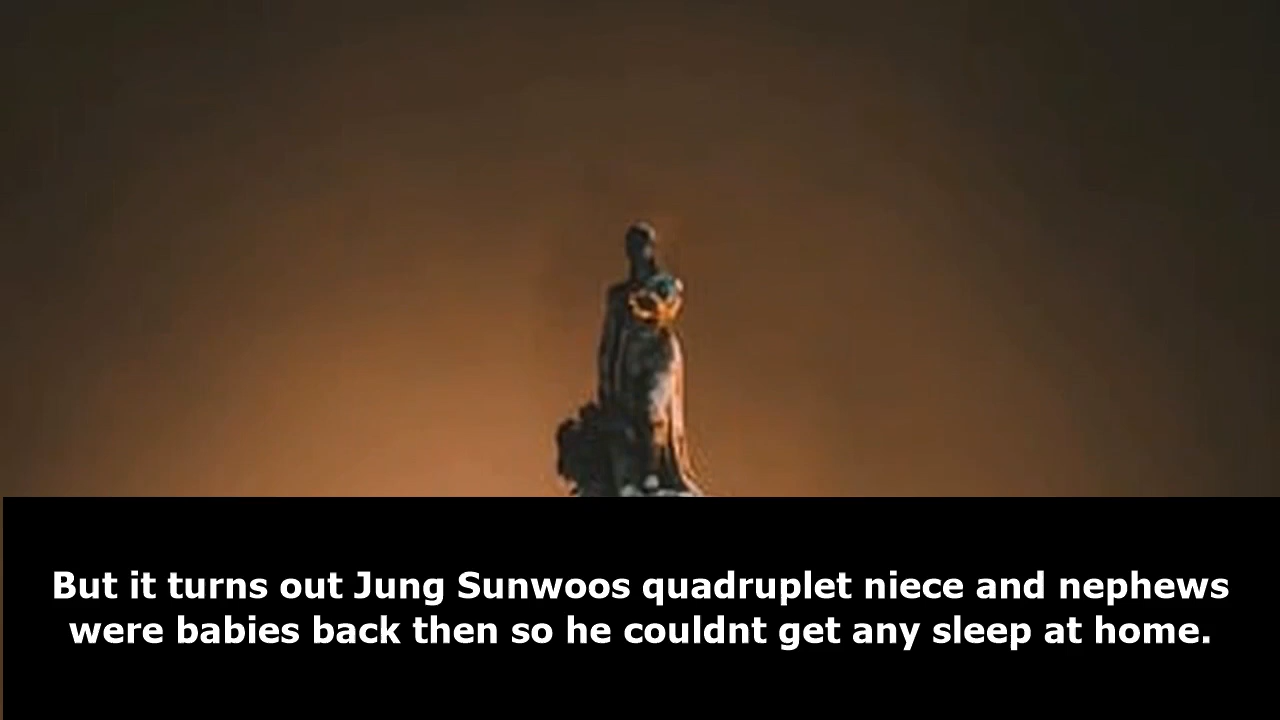 But it turns out Jung Sunwoos quadruplet niece and nephews
were babies back then so he couldnt get any sleep at home.